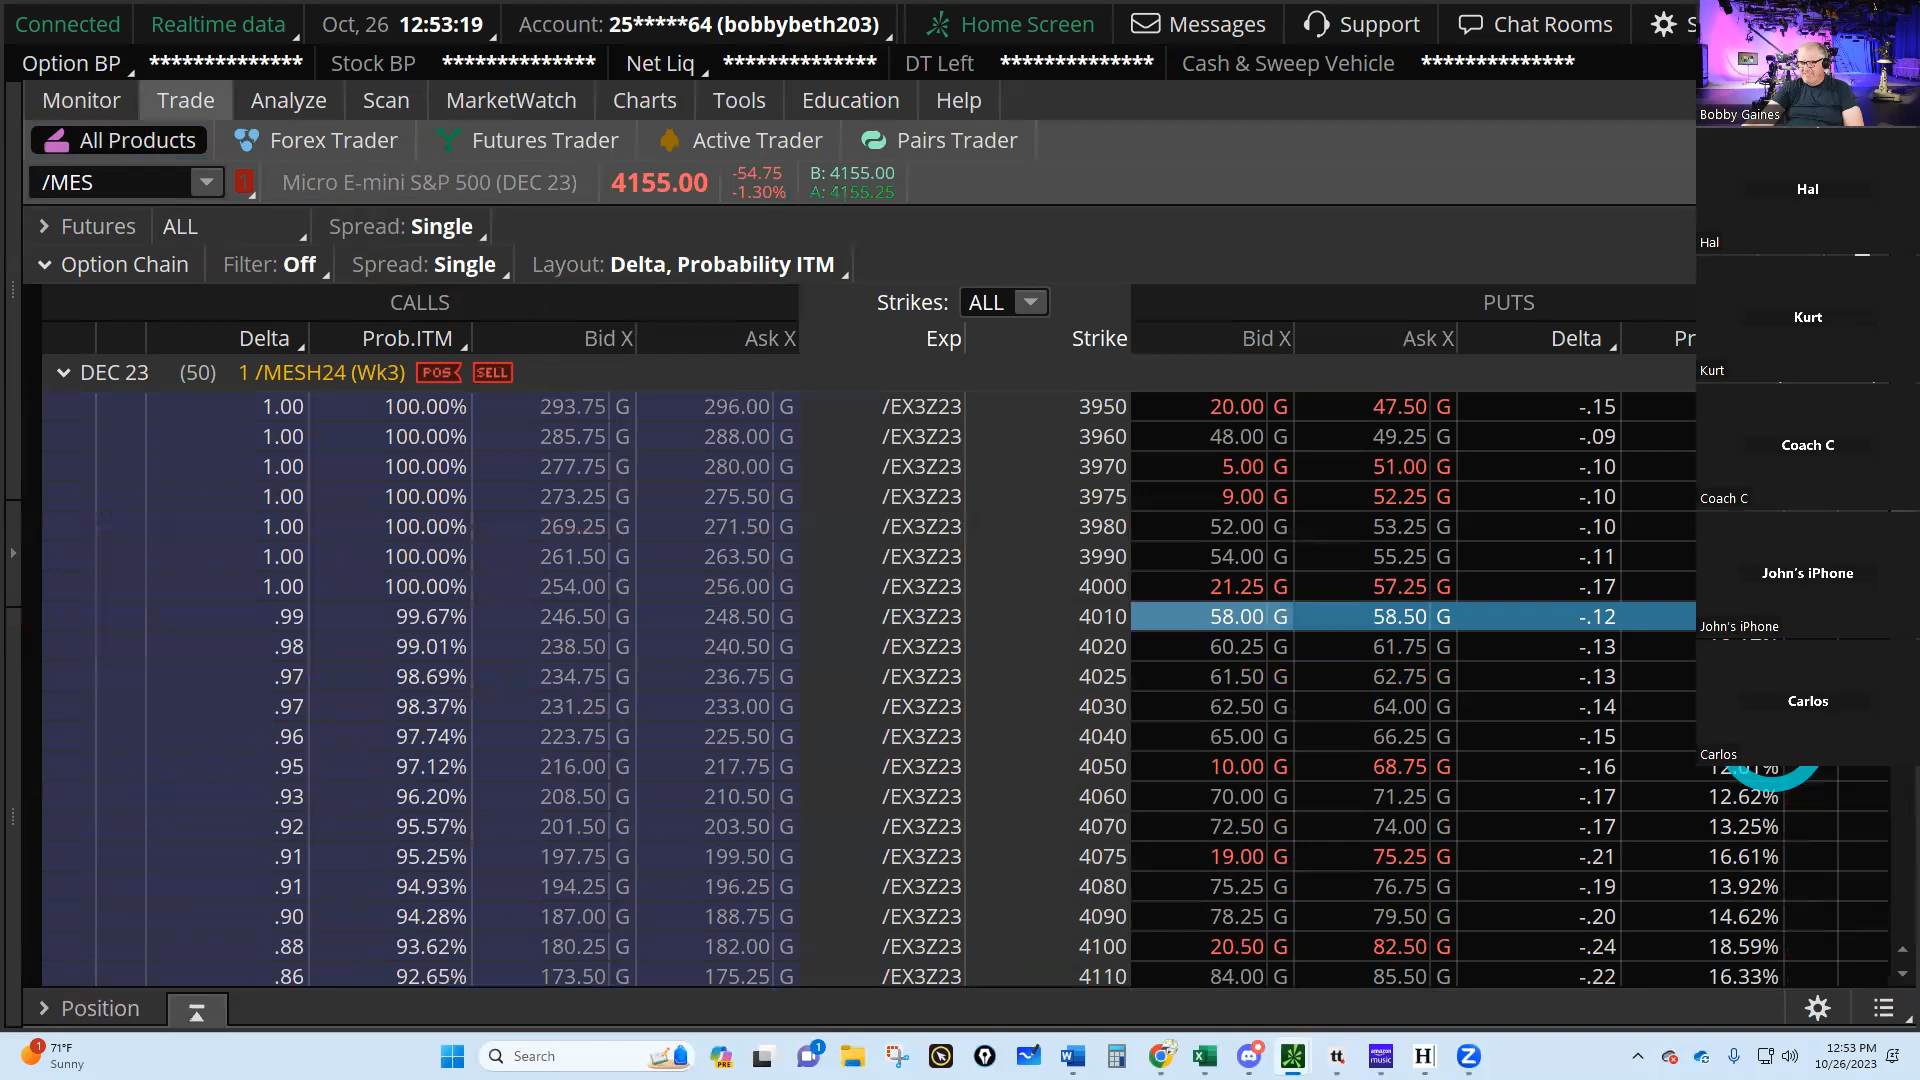 Connected Realtime data Oct, 26 12:53:19 Account: 25*****64 (bobbybeth203) Home Screen Messages Support Chat Rooms S
Option BP ************** Stock BP ************** Net Liq ************** DT Left ************** Cash & Sweep Vehicle **************
Monitor Trade Analyze Scan MarketWatch Charts Tools Education Help
Bobby Gaines
All Products Forex Trader Futures Trader Active Trader Pairs Trader
/MES 1 Micro E-mini S&P 500 (DEC 23) 4155.00 -54.75 B: 4155.00
-1.30% A: 4155.25
Hal
Hal
Futures ALL Spread: Single
Option Chain Filter: Off Spread: Single Layout: Delta, Probability ITM
CALLS Strikes: ALL PUTS
Kurt
Kurt
Delta Prob.ITM Bid X Ask X Exp Strike Bid X Ask X Delta Pr
DEC 23 (50) 1 /MESH24 (Wk3) POS SELL
1.00 100.00% 293.75 G 296.00 G /EX3Z23 3950 20.00 G 47.50 G -.15
1.00 100.00% 285.75 G 288.00 G /EX3Z23 3960 48.00 G 49.25 G -.09
Coach C
1.00 100.00% 277.75 G 280.00 G /EX3Z23 3970 5.00 G 51.00 G -.10
1.00 100.00% 273.25 G 275.50 G /EX3Z23 3975 9.00 G 52.25 G -.10
Coach C
1.00 100.00% 269.25 G 271.50 G /EX3Z23 3980 52.00 G 53.25 G -.10
1.00 100.00% 261.50 G 263.50 G /EX3Z23 3990 54.00 G 55.25 G -.11
John's iPhone
1.00 100.00% 254.00 G 256.00 G /EX3Z23 4000 21.25 G 57.25 G -.17
.99 99.67% 246.50 G 248.50 G /EX3Z23 4010 58.00 G 58.50 G -.12
John's iPhone
.98 99.01% 238.50 G 240.50 G /EX3Z23 4020 60.25 G 61.75 G -.13
.97 98.69% 234.75 G 236.75 G /EX3Z23 4025 61.50 G 62.75 G -.13
Carlos
.97 98.37% 231.25 G 233.00 G /EX3Z23 4030 62.50 G 64.00 G -.14
.96 97.74% 223.75 G 225.50 G /EX3Z23 4040 65.00 G 66.25 G -.15
Carlos
.95 97.12% 216.00 G 217.75 G /EX3Z23 4050 10.00 G 68.75 G -.16
.93 96.20% 208.50 G 210.50 G /EX3Z23 4060 70.00 G 71.25 G -.17 12.62%
.92 95.57% 201.50 G 203.50 G /EX3Z23 4070 72.50 G 74.00 G -.17 13.25%
.91 95.25% 197.75 G 199.50 G /EX3Z23 4075 19.00 G 75.25 G -.21 16.61%
.91 94.93% 194.25 G 196.25 G /EX3Z23 4080 75.25 G 76.75 G -.19 13.92%
.90 94.28% 187.00 G 188.75 G /EX3Z23 4090 78.25 G 79.50 G -.20 14.62%
.88 93.62% 180.25 G 182.00 G /EX3Z23 4100 20.50 G 82.50 G -.24 18.59%
.86 92.65% 173.50 G 175.25 G /EX3Z23 4110 84.00 G 85.50 G -.22 16.33%
Position
1 71°F
Sunny
Search PRE 1 tt amazon music H Z
12:53 PM
10/26/2023